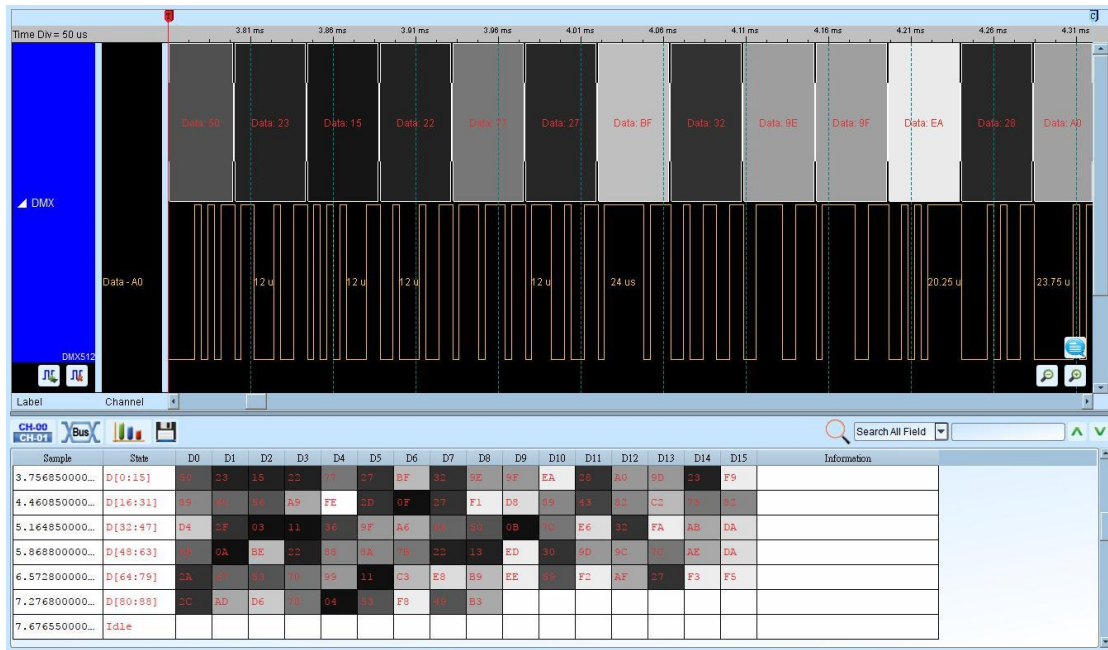 Time Div = 50 us
3.81 ms 3.86 ms 3.91 ms 3.96 ms 4.01 ms 4.06 ms 4.11 ms 4.16 ms 4.21 ms 4.26 ms 4.31 ms
Data: 50 Data: 23 Data: 15 Data: 22 Data: 77 Data: 27 Data: BF Data: 32 Data: 9E Data: 9F Data: EA Data: 28 Data: A0
DMX
Data - A0 12 u 12 u 12 u 12 u 24 us 20.25 u 23.75 u
DMX512
Label Channel
CH-00
CH-01 Bus Search All Field
Sample State D0 D1 D2 D3 D4 D5 D6 D7 D8 D9 D10 D11 D12 D13 D14 D15 Information
3.756850000... D[0:15] 50 23 15 22 77 27 BF 32 9E 9F EA 28 A0 9D 23 F9
4.460850000... D[16:31] A9 FE 2D 0F 27 F1 D8 C2
5.164850000... D[32:47] D4 2F 03 11 36 9F A6 0B E6 32 FA AB DA
5.868800000... D[48:63] 0A BE 22 22 13 ED 30 9D 9C AE DA
6.572800000... D[64:79] 2A 99 11 C3 E8 B9 EE F2 AF 27 F3 F5
7.276800000... D[80:88] 2C AD D6 04 F8 B3
7.676550000... Idle